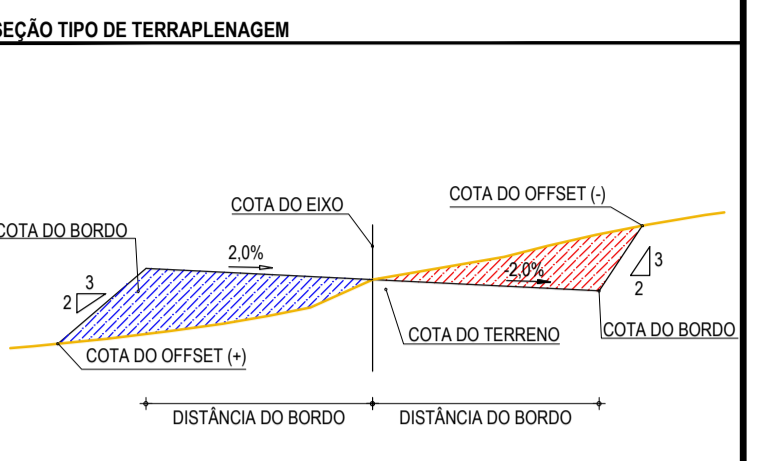 SEÇÃO TIPO DE TERRAPLENAGEM
COTA DO OFFSET (-)
COTA DO EIXO
COTA DO BORDO
2,0%
-2,0%
3
2
3
2
COTA DO TERRENO
COTA DO BORDO
COTA DO OFFSET (+)
DISTÂNCIA DO BORDO
DISTÂNCIA DO BORDO